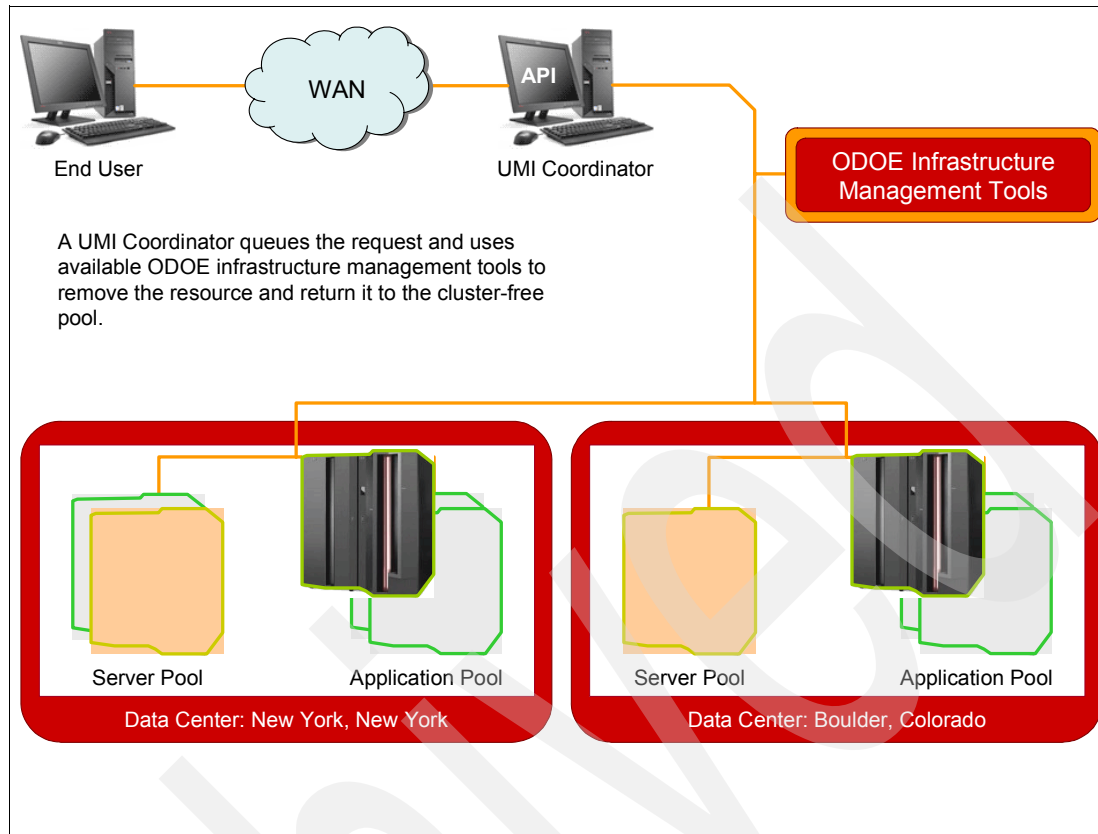 WAN
API
End User
UMI Coordinator
ODOE Infrastructure
Management Tools
A UMI Coordinator queues the request and uses
available ODOE infrastructure management tools to
remove the resource and return it to the cluster-free
pool.
Server Pool
Application Pool
Server Pool
Application Pool
Data Center: New York, New York
Data Center: Boulder, Colorado